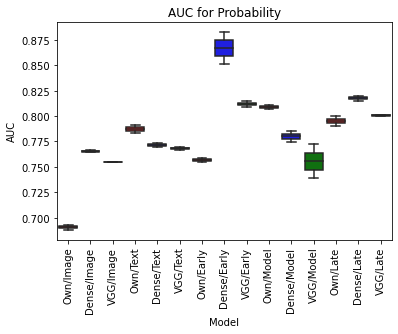 AUC for Probability
AUC
0.875
0.850
0.825
0.800
0.775
0.750
0.725
0.700
Own/Image
Dense/Image
VGG/Image
Own/Text
Dense/Text
VGG/Text
Own/Early
Dense/Early
VGG/Early
Own/Model
Dense/Model
VGG/Model
Own/Late
Dense/Late
VGG/Late
Model